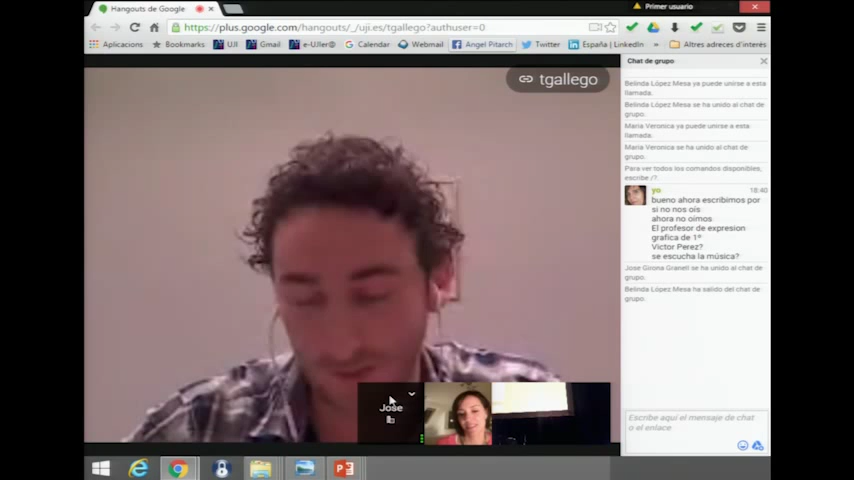 Hangouts de Google
Primer usuario
https://plus.google.com/hangouts/_/uji.es/tgallego?authuser=0
Aplicacions
Bookmarks
UJI
Gmail
e-UJIer@
Calendar
Webmail
Angel Pitarch
Twitter
España | LinkedIn
»
Altres adreces d'interès
tgallego
Jose
Chat de grupo
Belinda López Mesa ya puede unirse a esta
llamada.
Belinda López Mesa se ha unido al chat de
grupo.
Maria Veronica ya puede unirse a esta
llamada.
Maria Veronica se ha unido al chat de
grupo.
Para ver todos los comandos disponibles,
escribe /?.
yo 18:40
bueno ahora escribimos por
si no nos oís
ahora no oimos
El profesor de expresion
grafica de 1º
Victor Perez?
se escucha la música?
Jose Girona Granell se ha unido al chat de
grupo.
Belinda López Mesa ha salido del chat de
grupo.
Escribe aquí el mensaje de chat
o el enlace